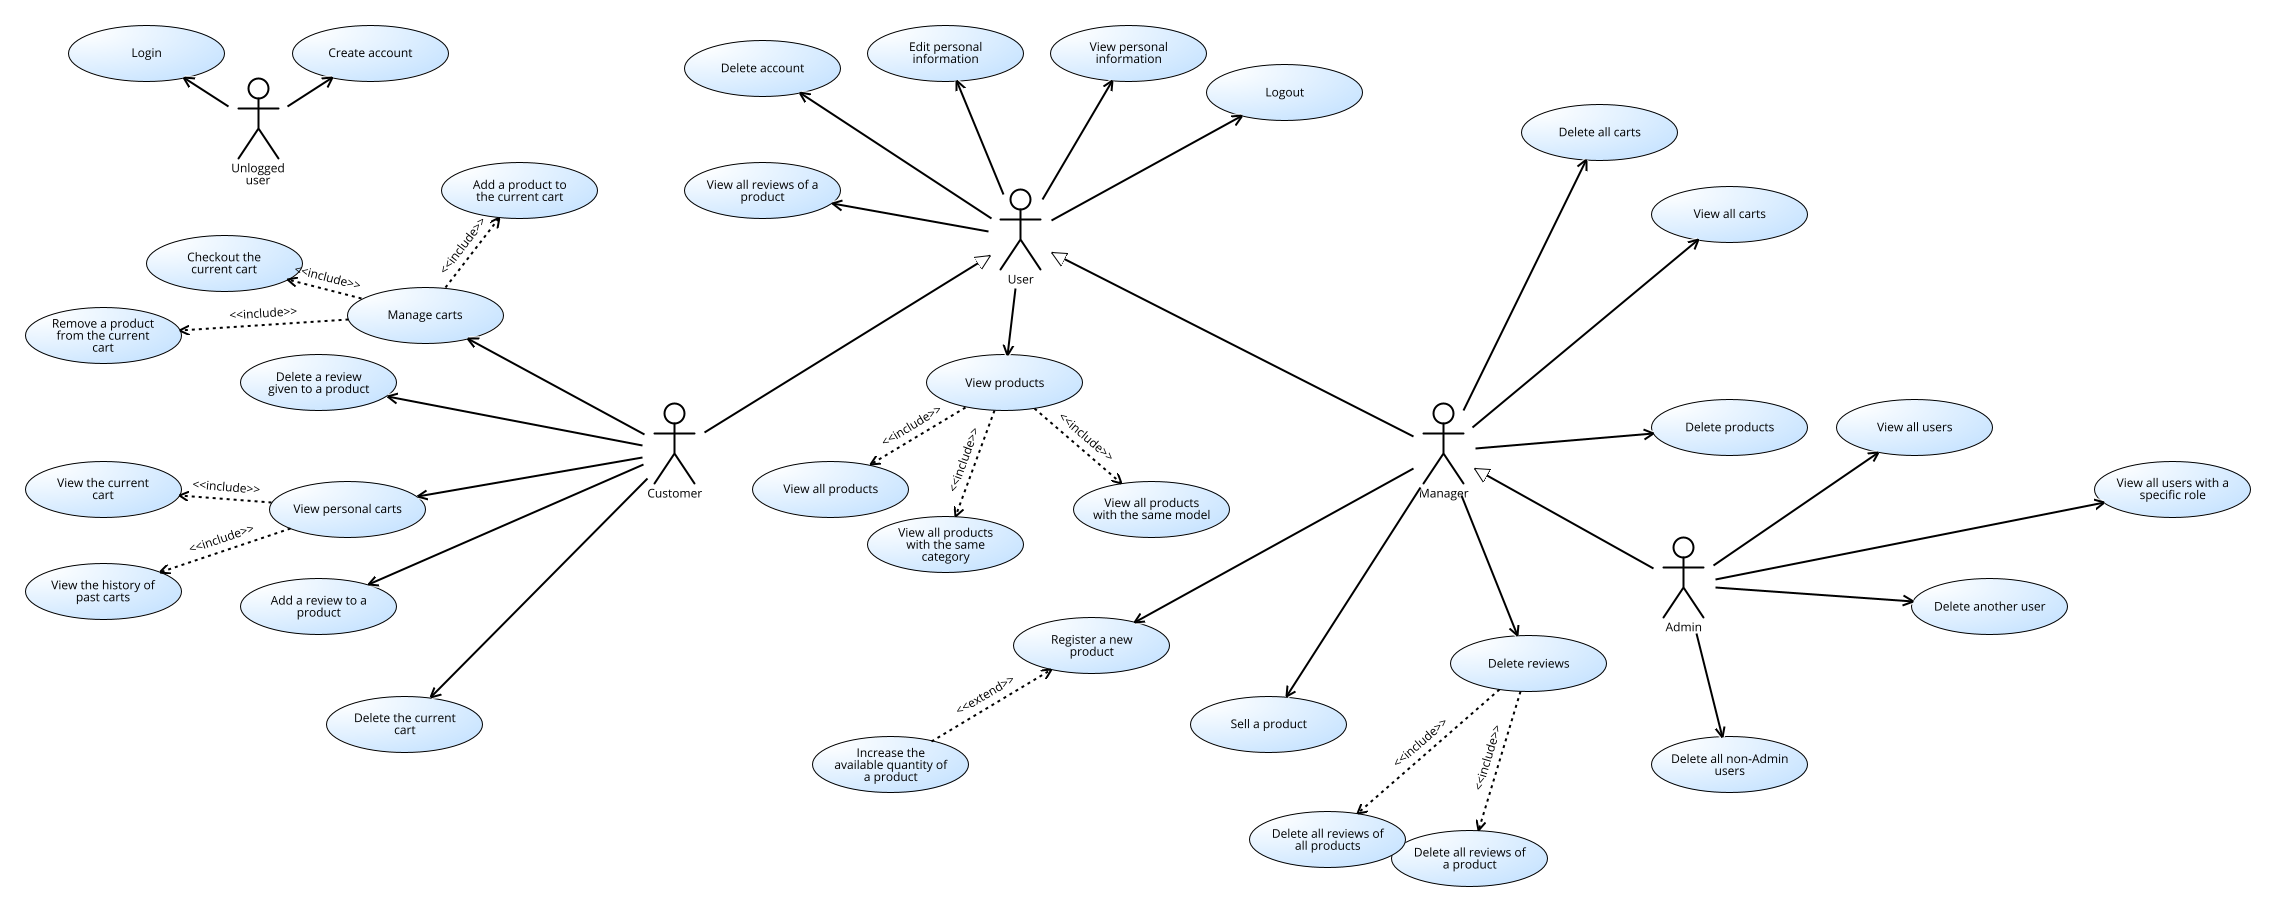 Login
Create account
Unlogged
user
Delete account
Edit personal
information
View personal
information
Logout
View all reviews of a
product
User
Add a product to
the current cart
<<include>>
Checkout the
current cart
<<include>>
Remove a product
from the current
cart
<<include>>
Manage carts
Delete a review
given to a product
View the current
cart
<<include>>
View personal carts
<<include>>
View the history of
past carts
Add a review to a
product
Delete the current
cart
Customer
View products
<<include>>
<<include>>
<<include>>
View all products
View all products
with the same
category
View all products
with the same model
Delete all carts
View all carts
Delete products
Manager
Register a new
product
<<extend>>
Increase the
available quantity of
a product
Sell a product
Delete reviews
<<include>>
<<include>>
Delete all reviews of
all products
Delete all reviews of
a product
View all users
View all users with a
specific role
Delete another user
Admin
Delete all non-Admin
users